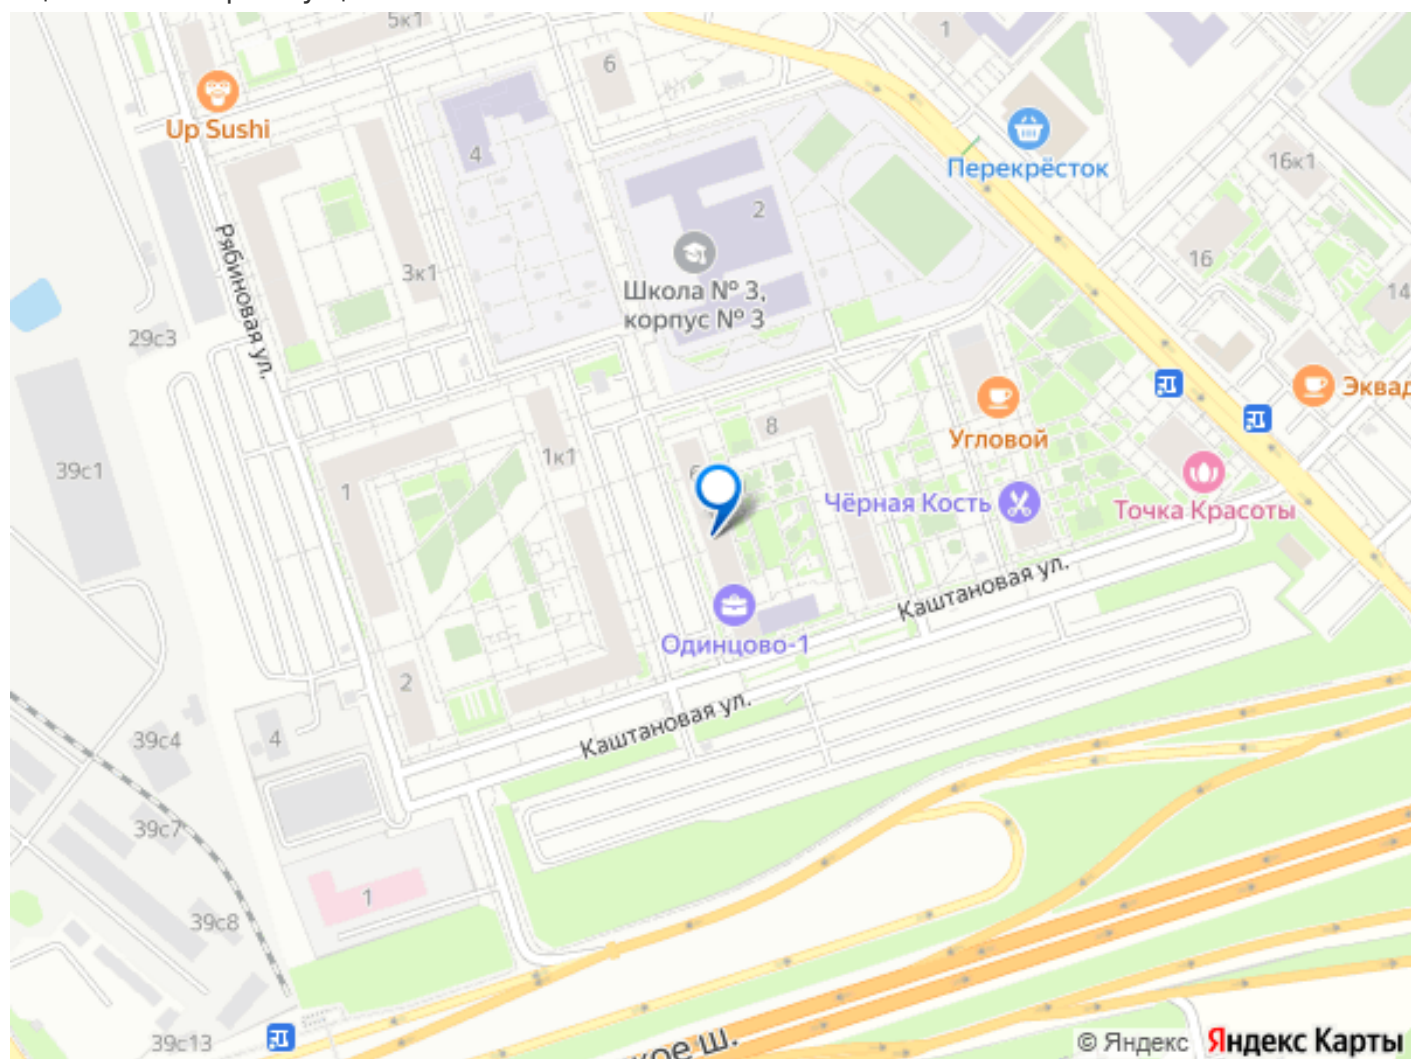 5к1
1
6
Up Sushi
4
Перекрёсток
16к1
2
Рябиновая ул.
3к1
Школа № 3,
корпус № 3
16
14
29с3
Эквад
Угловой
8
39с1
1
1к1
6
Чёрная Кость
Точка Красоты
Каштановая ул.
Одинцово-1
2
Каштановая ул.
39с4
4
39с7
1
39с8
39с13
кое ш.
© Яндекс Яндекс Карты